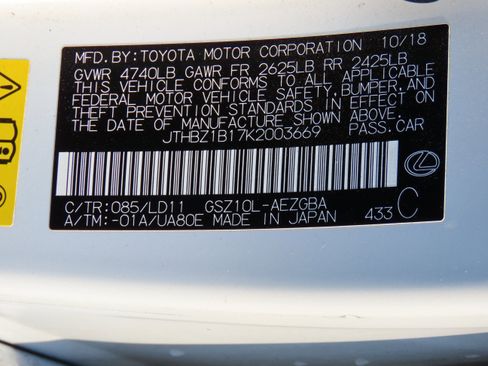 MFD. BY: TOYOTA MOTOR CORPORATION 10/18
GVWR 4740LB GAWR FR 2625LB RR 2425LB
THIS VEHICLE CONFORMS TO ALL APPLICABLE
FEDERAL MOTOR VEHICLE SAFETY, BUMPER, AND
THEFT PREVENTION STANDARDS IN EFFECT ON
THE DATE OF MANUFACTURE SHOWN ABOVE.
JTHBZ1B17K2003669 PASS.CAR
C/TR: 085/LD11 GSZ10L-AEZGBA
A/TM: -01A/UA80E MADE IN JAPAN 433 C